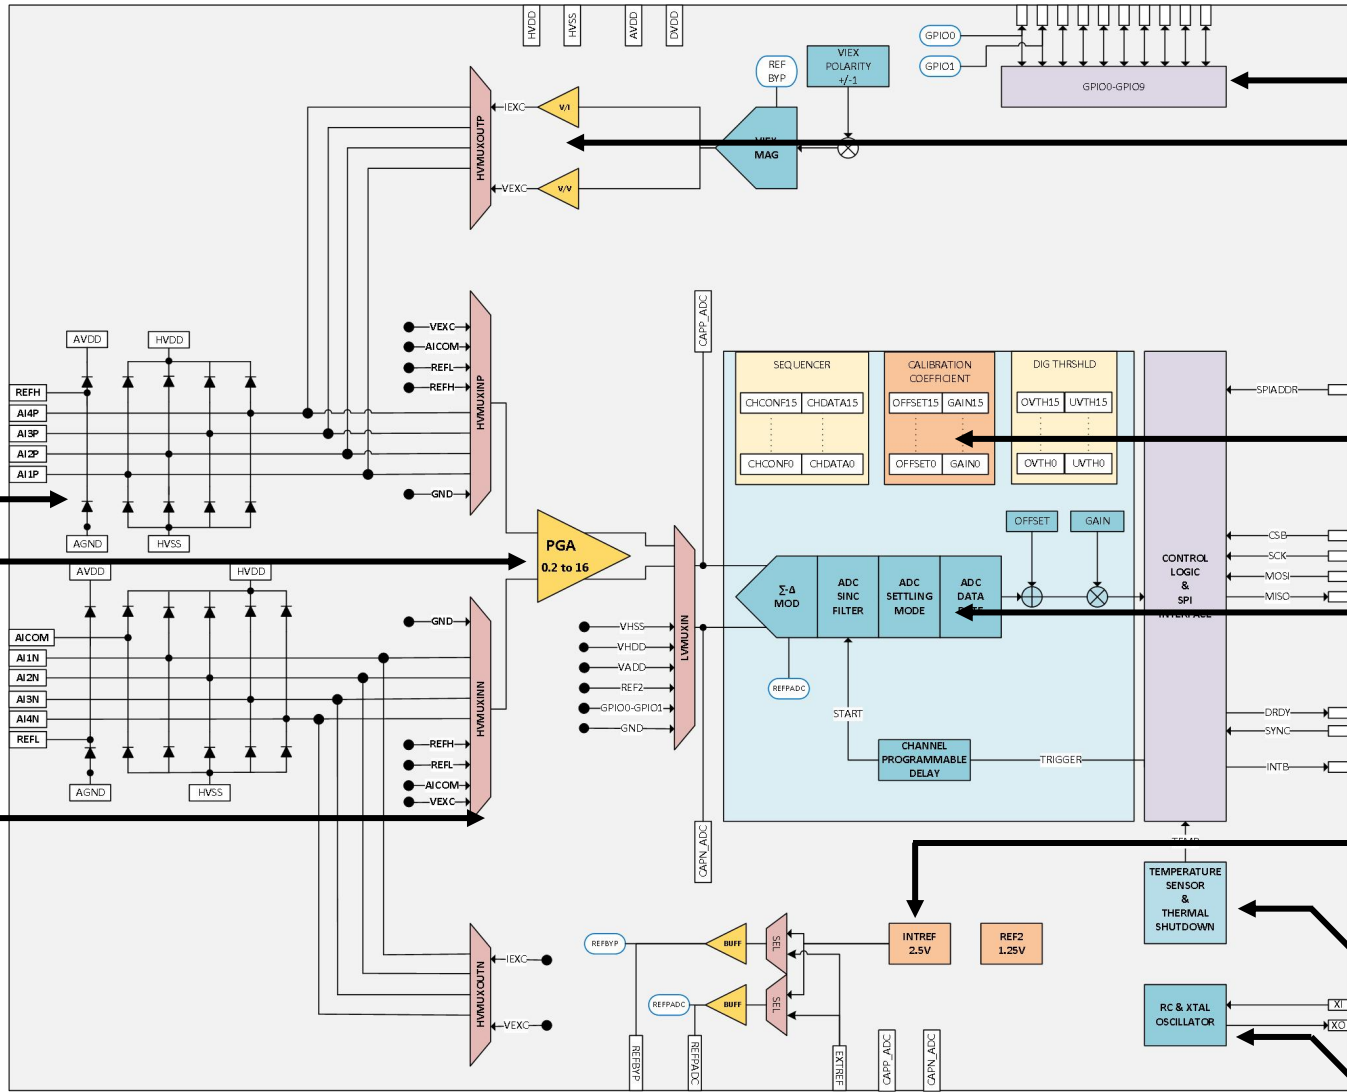 HVDD
HVSS
AVDD
DVDD
GPIO0
GPIO1
GPIO0-GPIO9
REF
BYP
VIEX
POLARITY
+/-1
HVMUXOUTP
IEXC
V/I
VEXC
V/V
VIEX
MAG
CAPP_ADC
HVMUXINP
VEXC
AICOM
REFL
REFH
GND
AVDD
HVDD
REFH
AI4P
AI3P
AI2P
AI1P
AGND
HVSS
PGA
0.2 to 16
SEQUENCER
CHCONF15 CHDATA15
CHCONF0 CHDATA0
CALIBRATION
COEFFICIENT
OFFSET15 GAIN15
OFFSET0 GAIN0
DIG THRSHLD
OVTH15 UVTH15
OVTH0 UVTH0
OFFSET
GAIN
Σ-Δ
MOD
ADC
SINC
FILTER
ADC
SETTLING
MODE
ADC
DATA
REFPADC
START
CHANNEL
PROGRAMMABLE
DELAY
TRIGGER
CONTROL
LOGIC
&
SPI
INTERFACE
SPIADDR
CSB
SCK
MOSI
MISO
DRDY
SYNC
INTB
AVDD
HVDD
AICOM
AI1N
AI2N
AI3N
AI4N
REFL
AGND
HVSS
HVMUXINN
GND
REFH
REFL
AICOM
VEXC
LVMUXIN
VHSS
VHDD
VADD
REF2
GPIO0-GPIO1
GND
CAPN_ADC
TEMP
TEMPERATURE
SENSOR
&
THERMAL
SHUTDOWN
HVMUXOUTN
IEXC
VEXC
REFBYP
BUFF
SEL
INTREF
2.5V
REF2
1.25V
REFPADC
BUFF
SEL
RC & XTAL
OSCILLATOR
XI
XO
REFBYP
REFPADC
EXTREF
CAPP_ADC
CAPN_ADC